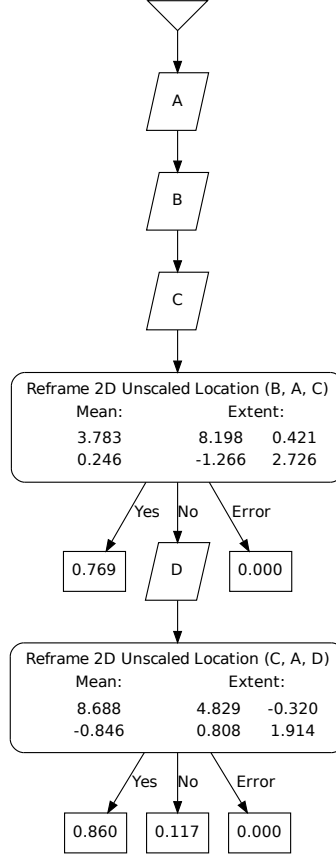 A
B
C
Reframe 2D Unscaled Location (B, A, C)
Mean: Extent:
3.783 8.198 0.421
0.246 -1.266 2.726
Yes No Error
0.769 D 0.000
Reframe 2D Unscaled Location (C, A, D)
Mean: Extent:
8.688 4.829 -0.320
-0.846 0.808 1.914
Yes No Error
0.860 0.117 0.000